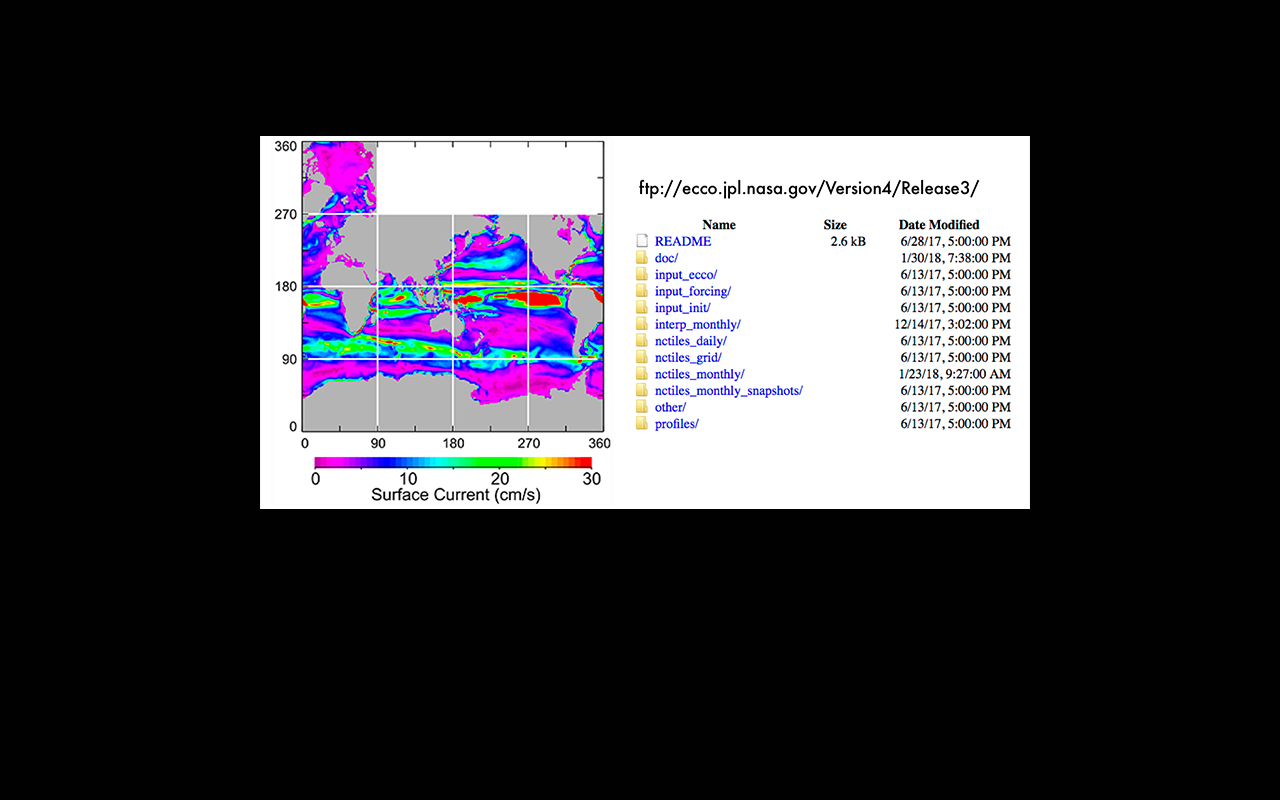 360
270
180
90
0
0 90 180 270 360
0 10 20 30
Surface Current (cm/s)
ftp://ecco.jpl.nasa.gov/Version4/Release3/
Name Size Date Modified
README 2.6 kB 6/28/17, 5:00:00 PM
doc/ 1/30/18, 7:38:00 PM
input_ecco/ 6/13/17, 5:00:00 PM
input_forcing/ 6/13/17, 5:00:00 PM
input_init/ 6/13/17, 5:00:00 PM
interp_monthly/ 12/14/17, 3:02:00 PM
nctiles_daily/ 6/13/17, 5:00:00 PM
nctiles_grid/ 6/13/17, 5:00:00 PM
nctiles_monthly/ 1/23/18, 9:27:00 AM
nctiles_monthly_snapshots/ 6/13/17, 5:00:00 PM
other/ 6/13/17, 5:00:00 PM
profiles/ 6/13/17, 5:00:00 PM